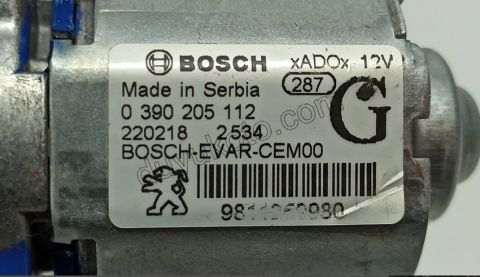 BOSCH xADOx 12V
Made in Serbia 287
0 390 205 112 G
220218 2534
BOSCH-EVAR-CEM00